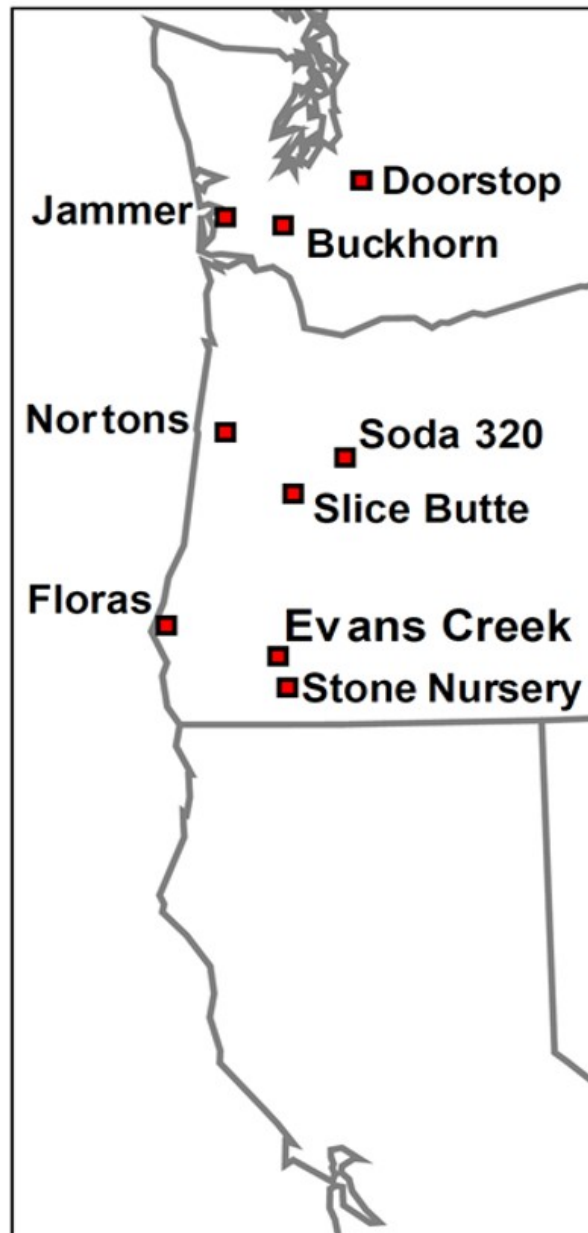 Doorstop
Jammer
Buckhorn
Nortons
Soda 320
Slice Butte
Floras
Evans Creek
Stone Nursery